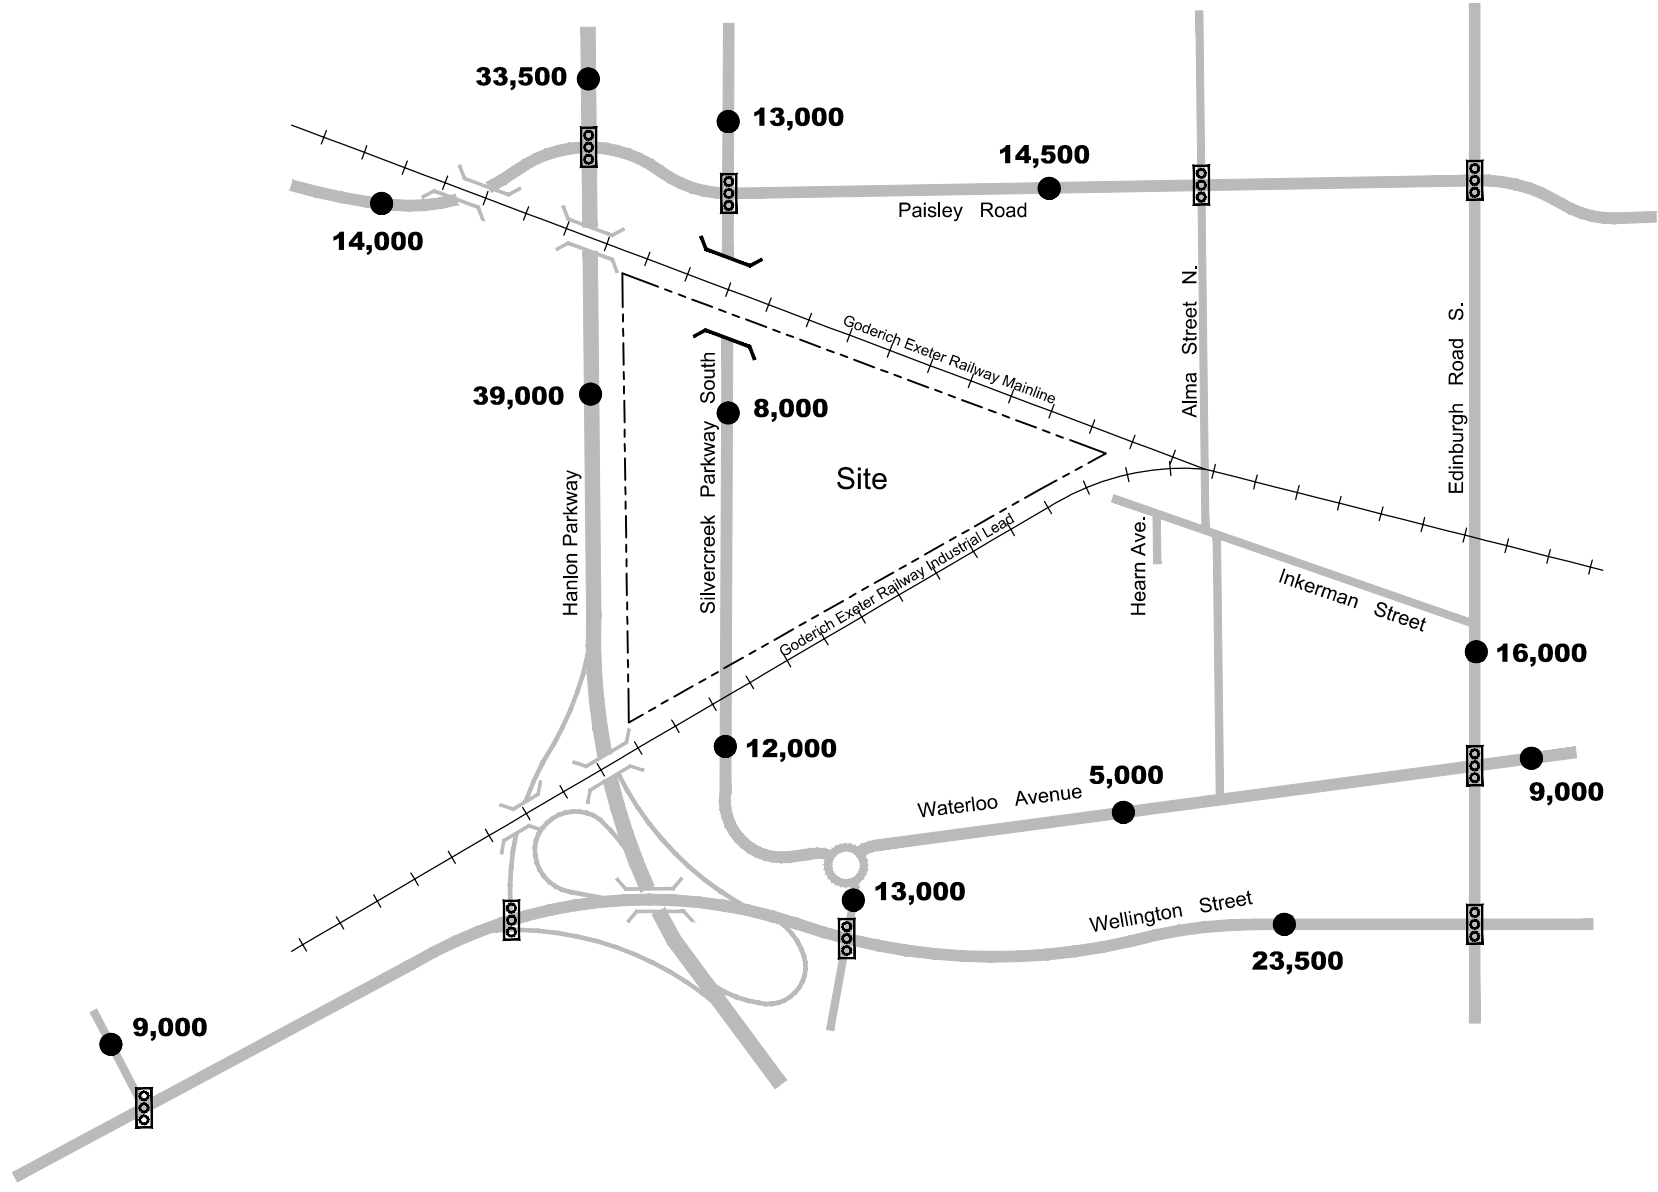 33,500
13,000
14,500
Paisley Road
14,000
Alma Street N.
Edinburgh Road S.
Goderich Exeter Railway Mainline
39,000
8,000
Silvercreek Parkway South
Site
Hanlon Parkway
Goderich Exeter Railway Industrial Lead
Hearn Ave.
Inkerman Street
16,000
12,000
5,000
Waterloo Avenue
9,000
13,000
Wellington Street
23,500
9,000